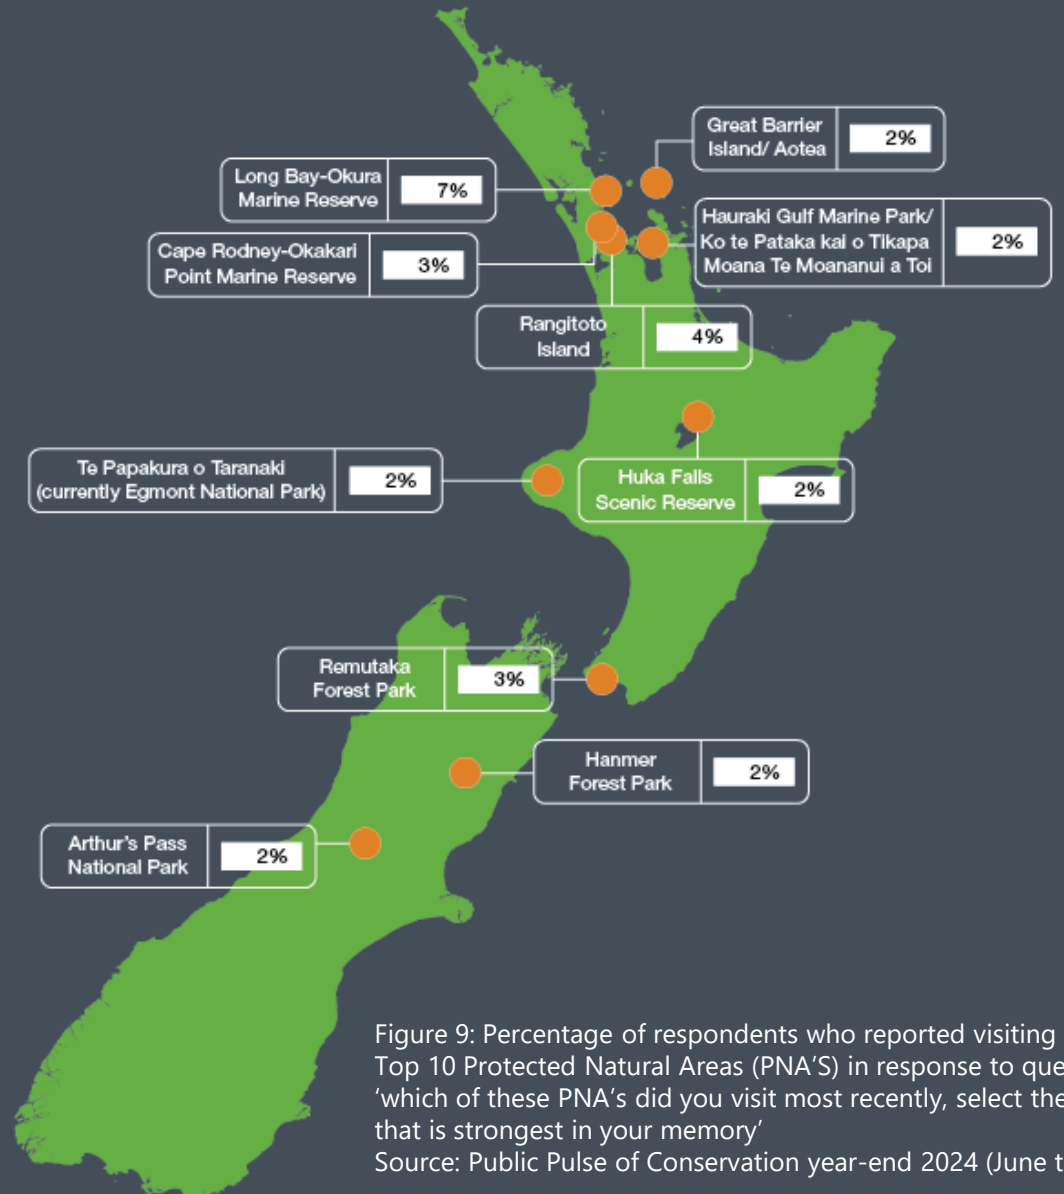 Great Barrier
Island/ Aotea
2%
Long Bay-Okura
Marine Reserve
7%
Hauraki Gulf Marine Park/
Ko te Pataka kai o Tikapa
Moana Te Moananui a Toi
2%
Cape Rodney-Okakari
Point Marine Reserve
3%
Rangitoto
Island
4%
Te Papakura o Taranaki
(currently Egmont National Park)
2%
Huka Falls
Scenic Reserve
2%
Remutaka
Forest Park
3%
Hanmer
Forest Park
2%
Arthur's Pass
National Park
2%
Figure 9: Percentage of respondents who reported visiting
Top 10 Protected Natural Areas (PNA'S) in response to
'which of these PNA's did you visit most recently, select
that is strongest in your memory'
Source: Public Pulse of Conservation year-end 2024 (June